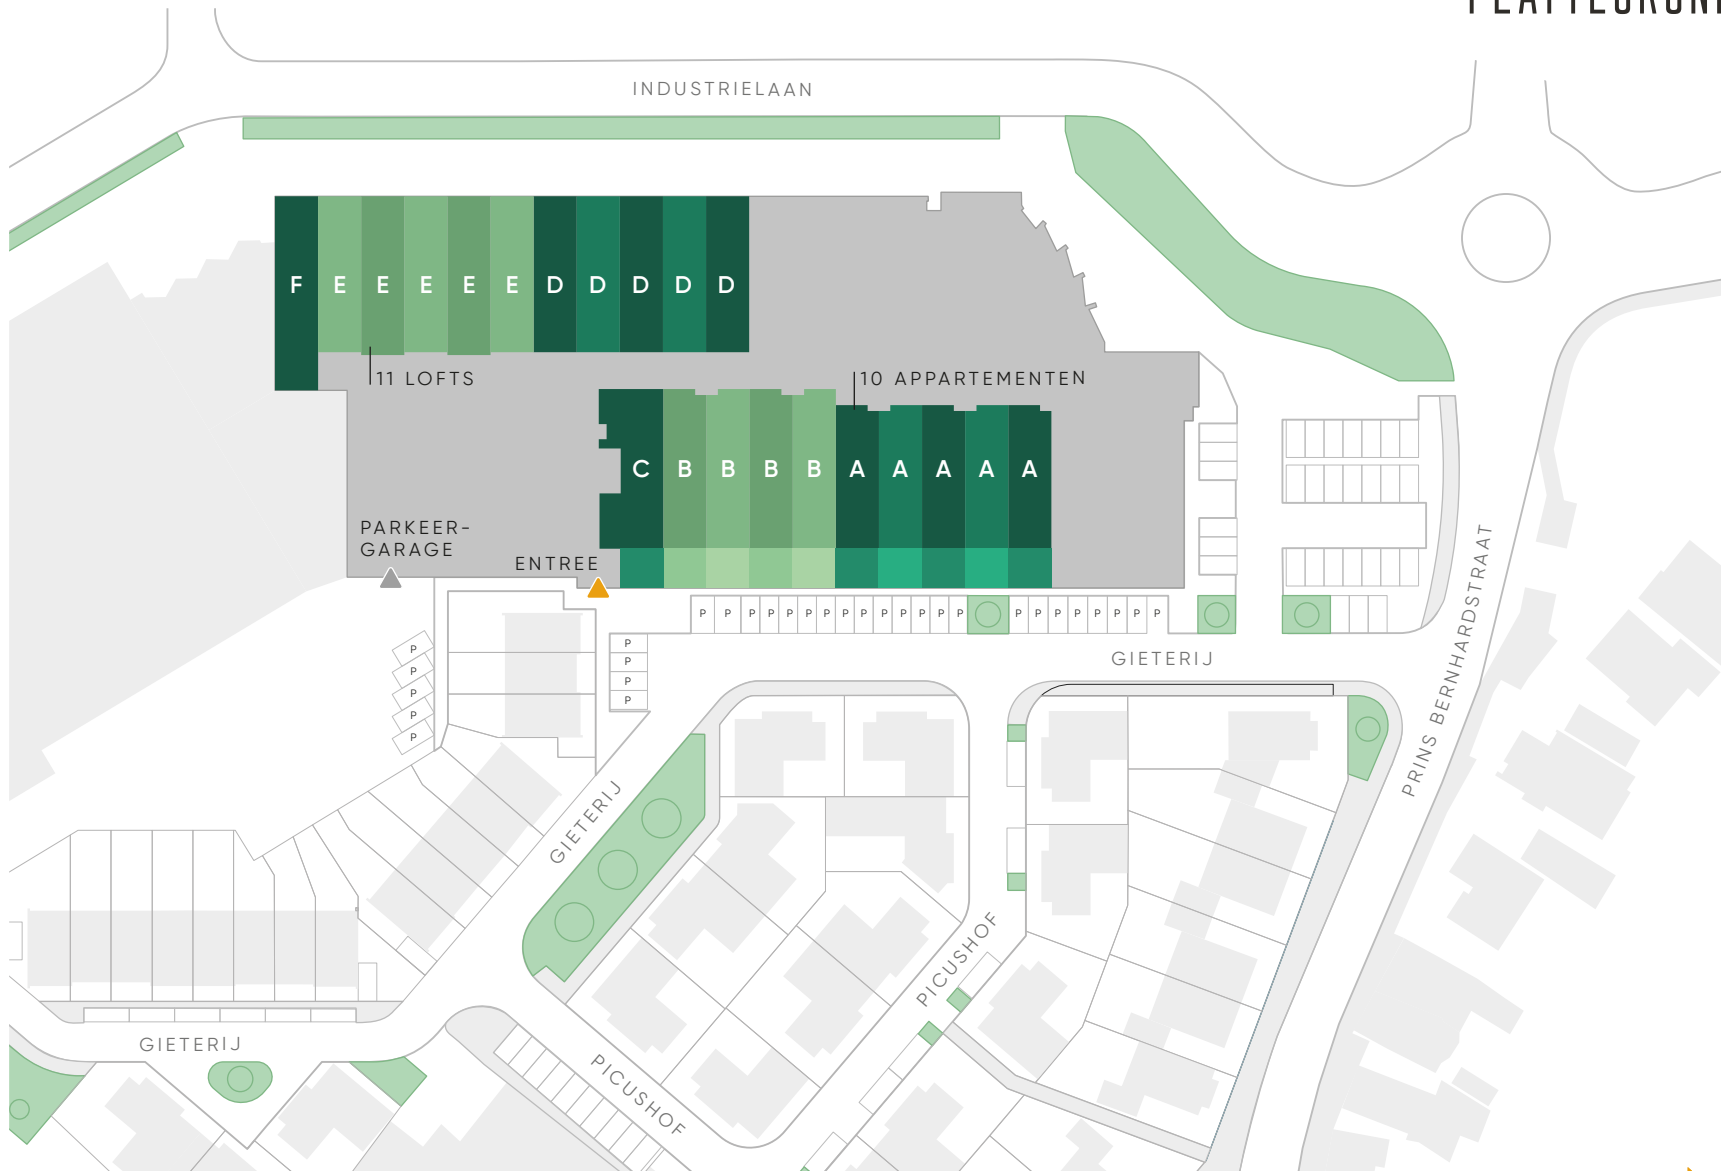 INDUSTRIELAAN
F E E E E E D D D D D
11 LOFTS
10 APPARTEMENTEN
C B B B B A A A A A
PARKEER-
GARAGE
ENTREE
P P P P P P P P P P P P P P P P P P P P P P
P
P
P
P
P
P
P
P
P
GIETERIJ
PRINS BERNHARDSTRAAT
GIETERIJ
PICUSHOF
GIETERIJ
PICUSHOF